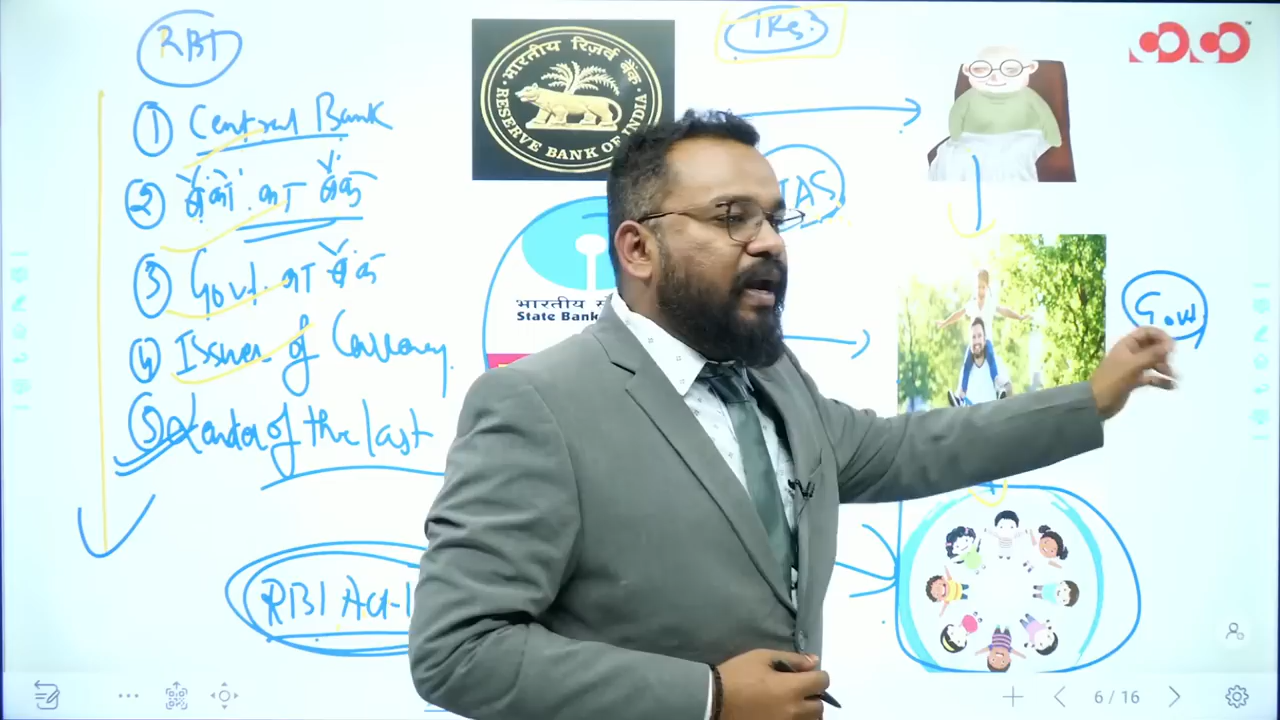 RBI
① Central Bank
② बैंकों का बैंक
③ Govt. का बैंक
④ Issuer of Currency
⑤ Lender of the last
RBI Act-1
भारतीय रिज़र्व बैंक
RESERVE BANK OF INDIA
IAS
भारतीय
State Bank
Govt.
6 / 16